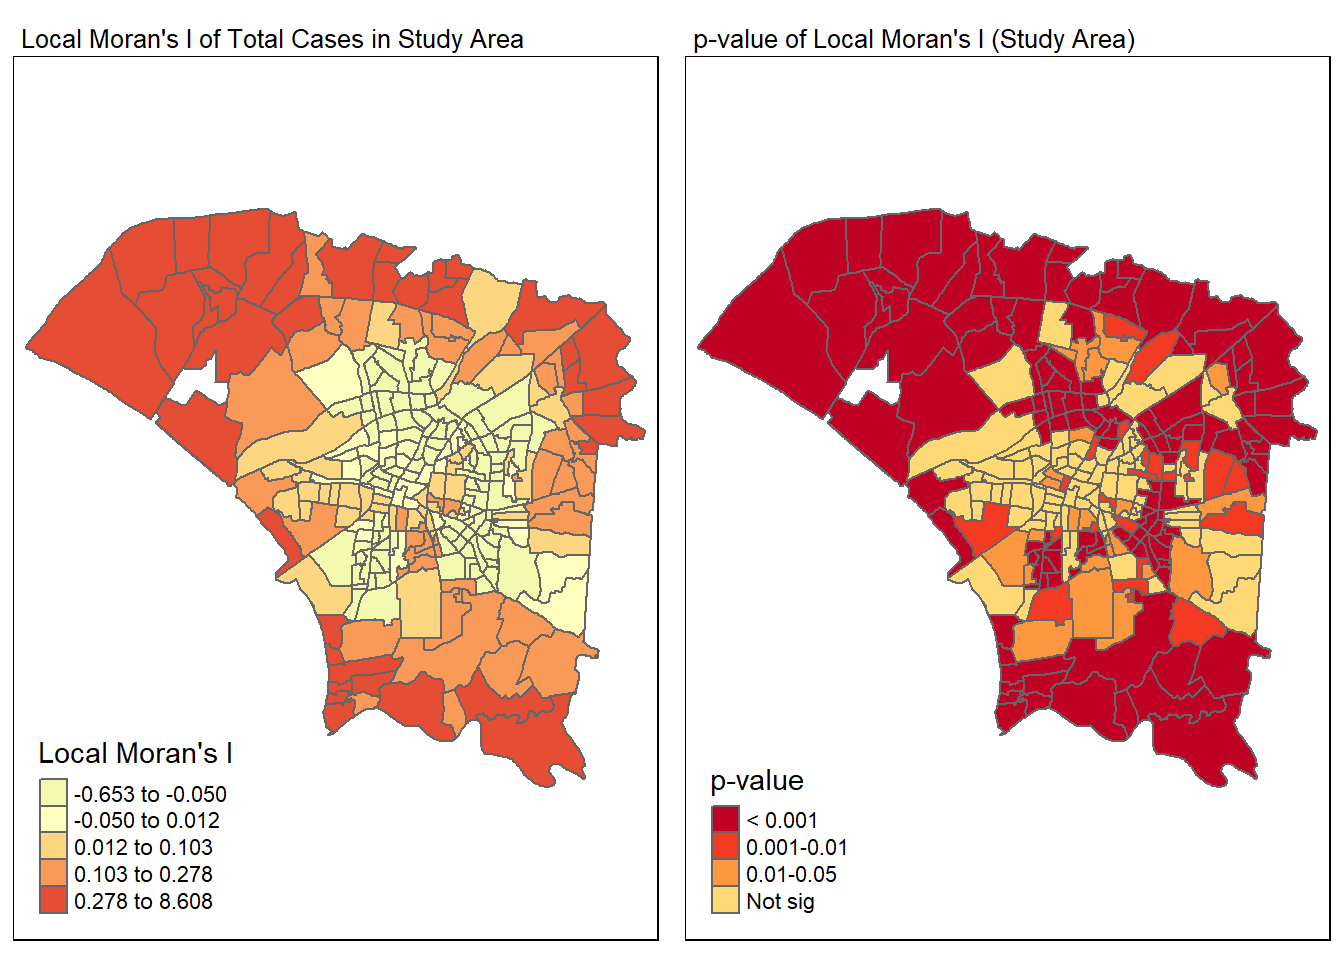 Local Moran's I of Total Cases in Study Area
Local Moran's I
-0.653 to -0.050
-0.050 to 0.012
0.012 to 0.103
0.103 to 0.278
0.278 to 8.608
p-value of Local Moran's I (Study Area)
p-value
< 0.001
0.001-0.01
0.01-0.05
Not sig